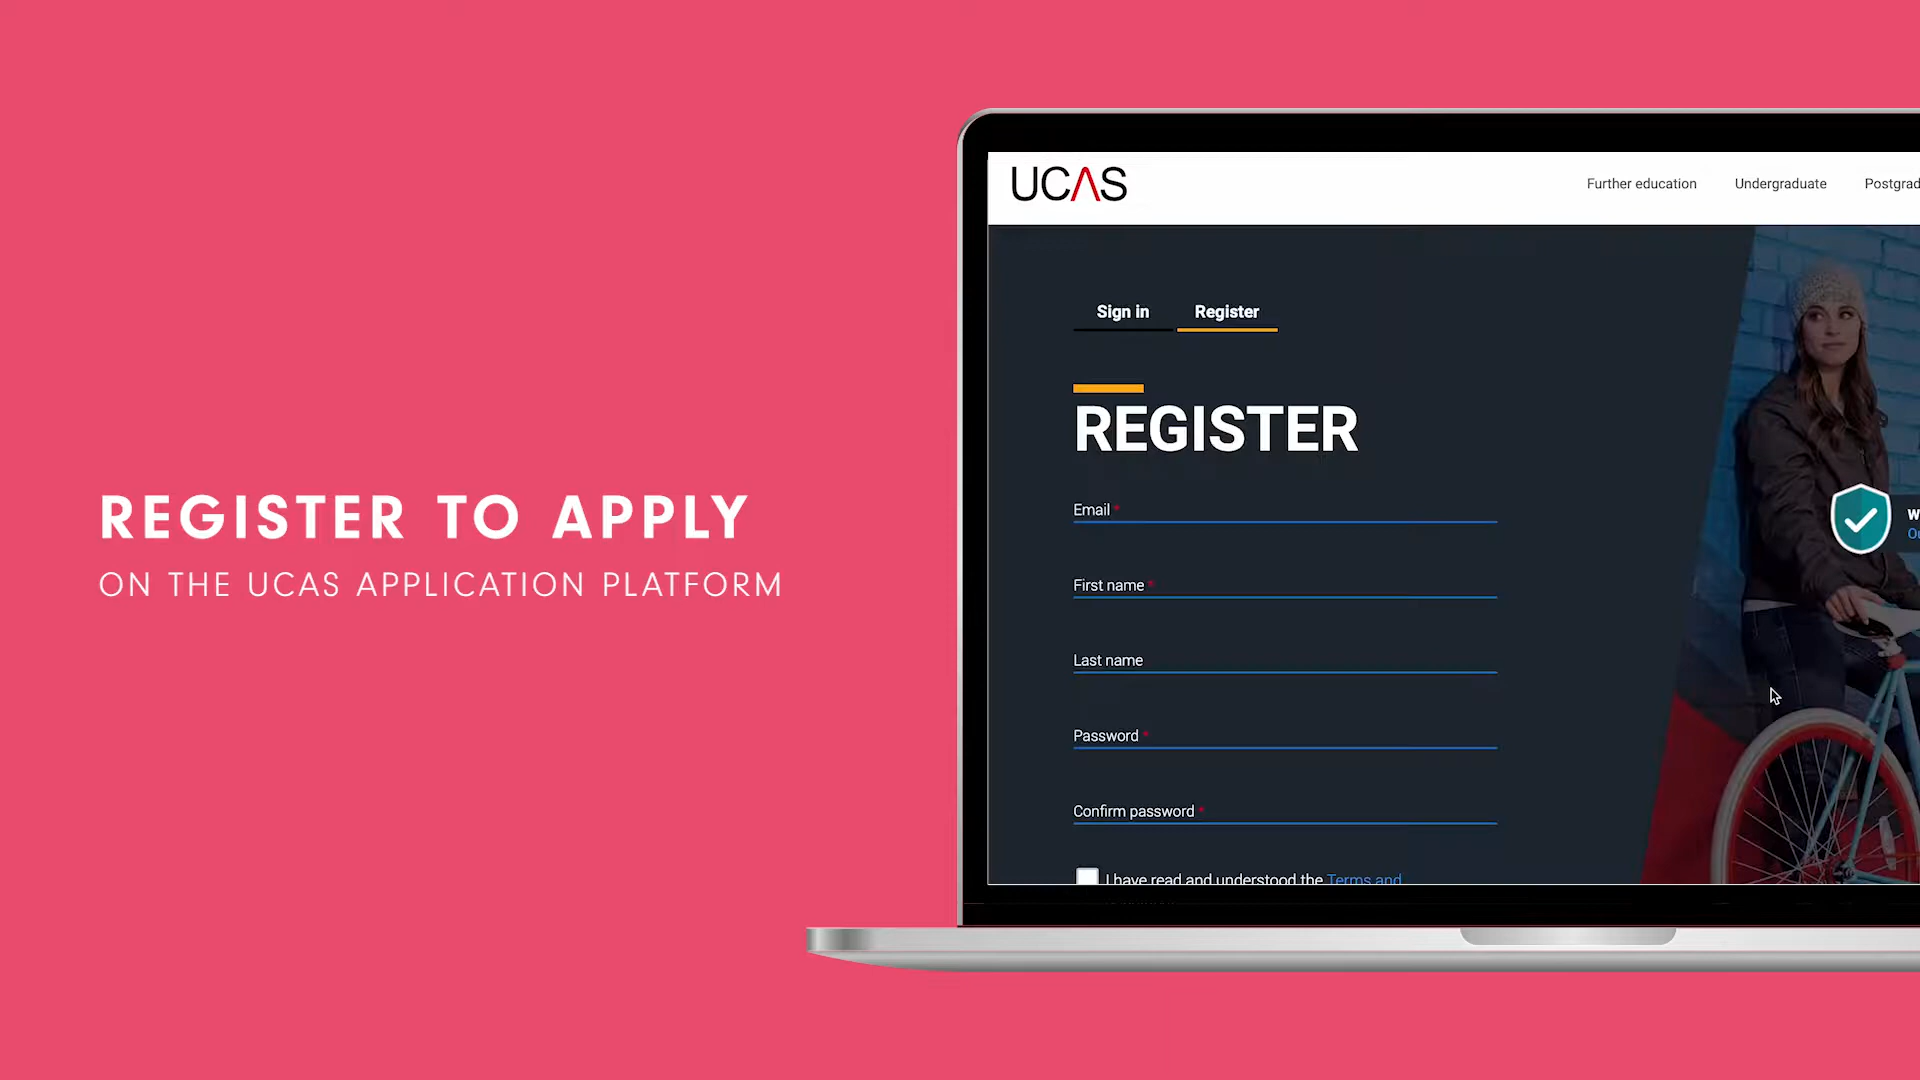 REGISTER TO APPLY
ON THE UCAS APPLICATION PLATFORM
UCAS
Further education
Undergraduate
Sign in
Register
REGISTER
Email *
First name *
Last name
Password *
Confirm password *
I have read and understood the Terms and